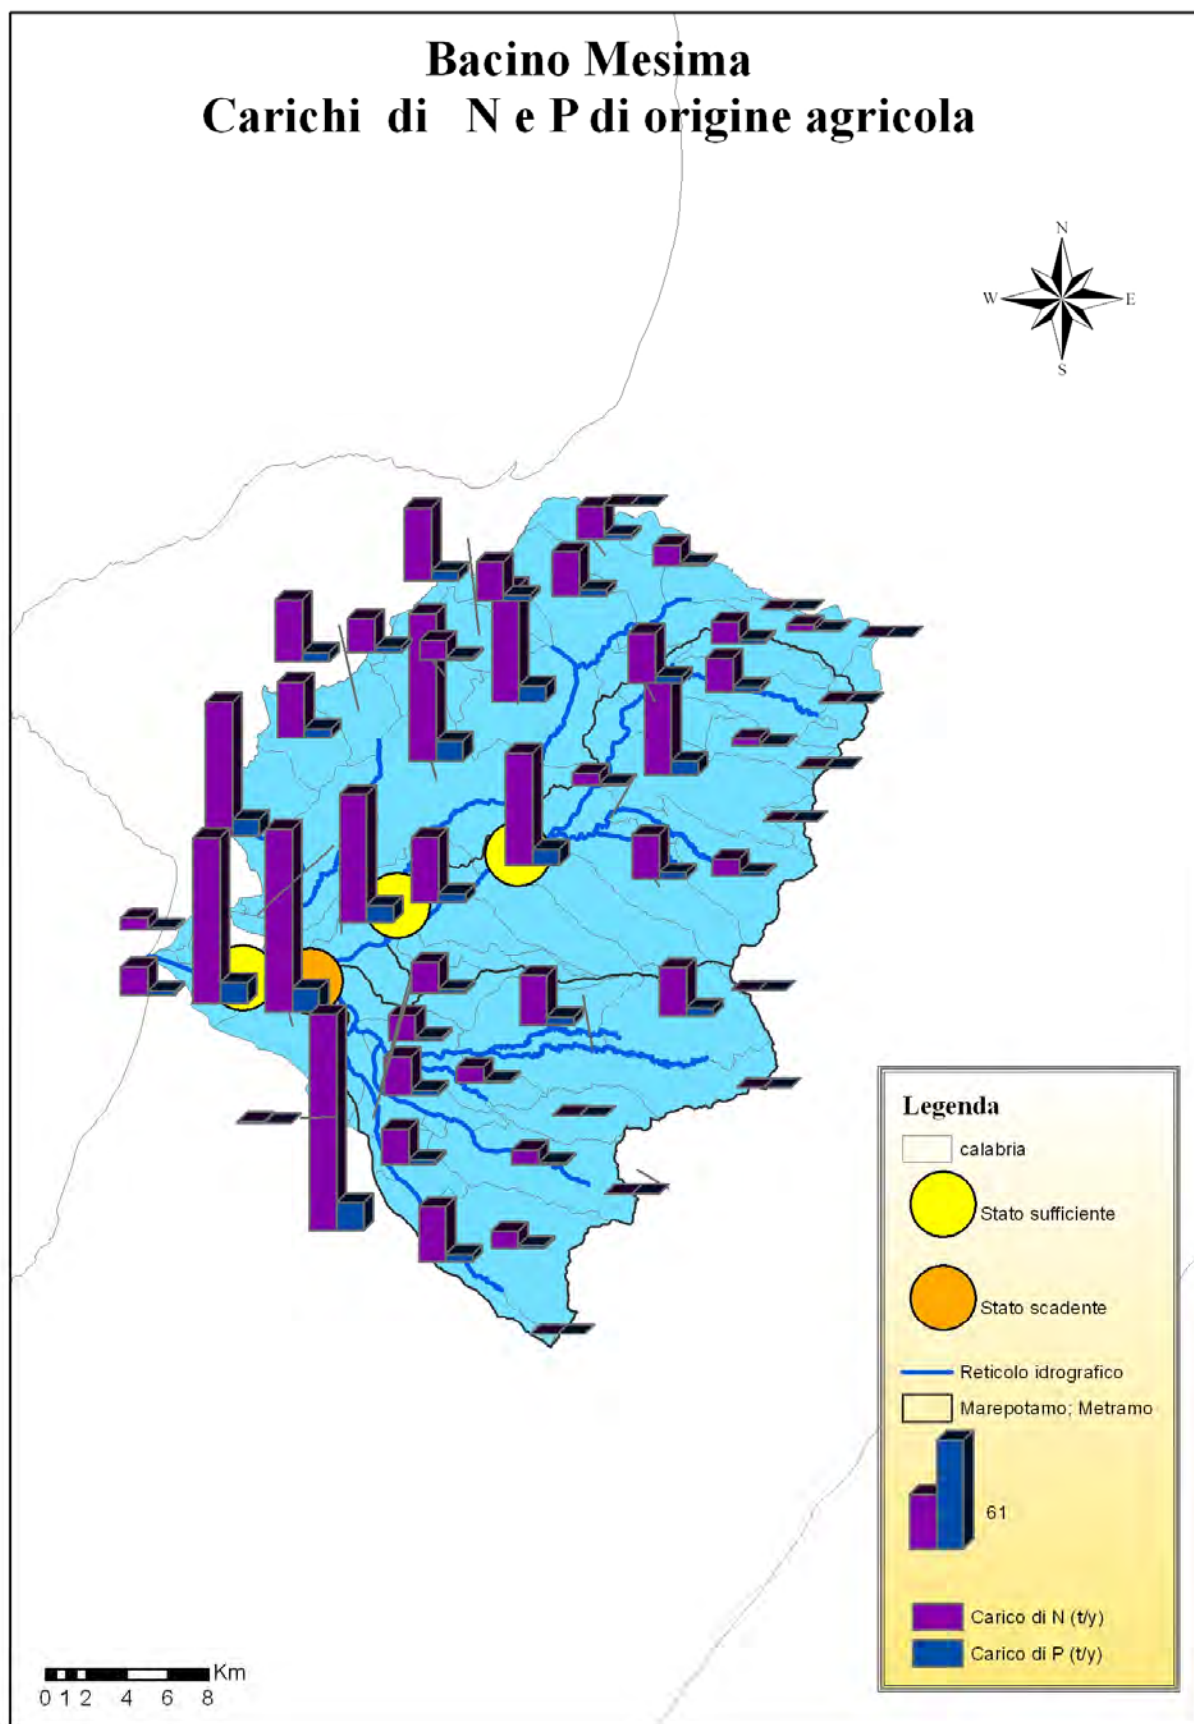 Bacino Mesima
Carichi di N e P di origine agricola
N
W E
S
Legenda
calabria
Stato sufficiente
Stato scadente
Reticolo idrografico
Marepotamo; Metramo
61
Carico di N (t/y)
Carico di P (t/y)
Km
0 1 2 4 6 8